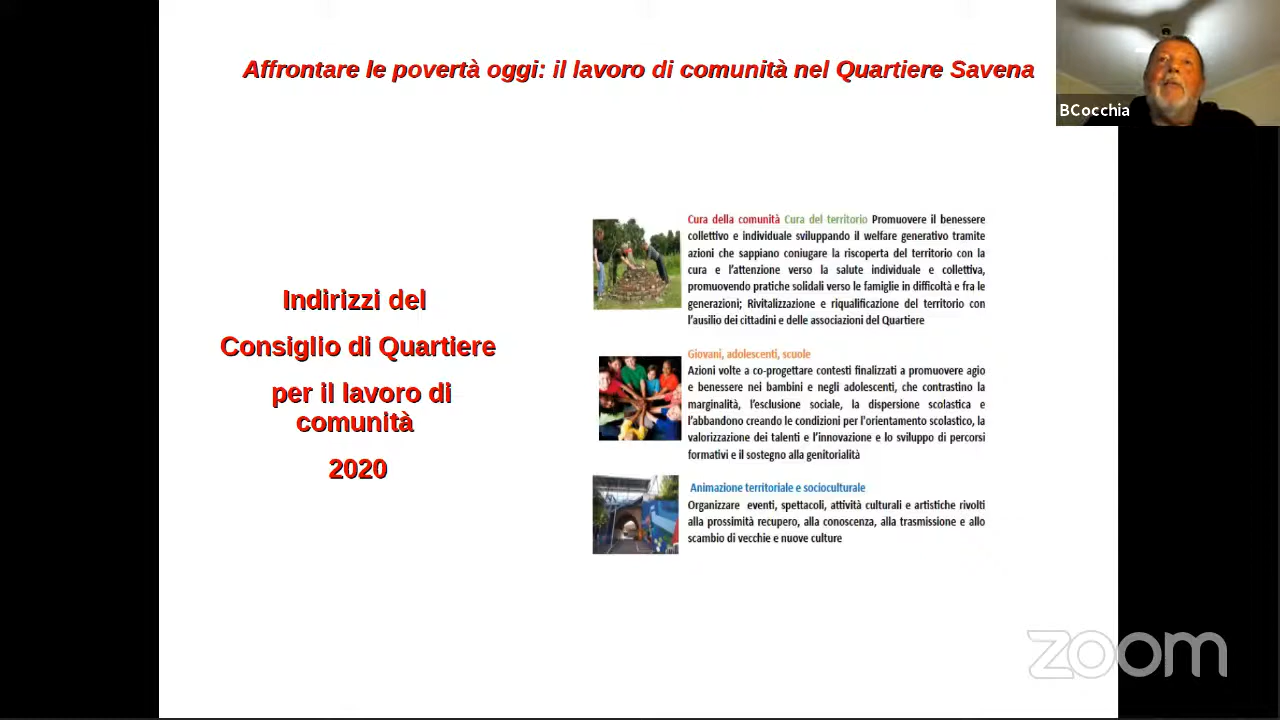 Affrontare le povertà oggi: il lavoro di comunità nel Quartiere Savena
BCocchia
Indirizzi del
Consiglio di Quartiere
per il lavoro di
comunità
2020
Cura della comunità Cura del territorio Promuovere il benessere
collettivo e individuale sviluppando il welfare generativo tramite
azioni che sappiano coniugare la riscoperta del territorio con la
cura e l'attenzione verso la salute individuale e collettiva,
promuovendo pratiche solidali verso le famiglie in difficoltà e fra le
generazioni; Rivitalizzazione e riqualificazione del territorio con
l'ausilio dei cittadini e delle associazioni del Quartiere
Giovani, adolescenti, scuole
Azioni volte a co-progettare contesti finalizzati a promuovere agio
e benessere nei bambini e negli adolescenti, che contrastino la
marginalità, l'esclusione sociale, la dispersione scolastica e
l'abbandono creando le condizioni per l'orientamento scolastico, la
valorizzazione dei talenti e l'innovazione e lo sviluppo di percorsi
formativi e il sostegno alla genitorialità
Animazione territoriale e socioculturale
Organizzare eventi, spettacoli, attività culturali e artistiche rivolti
alla prossimità recupero, alla conoscenza, alla trasmissione e allo
scambio di vecchie e nuove culture
zoom